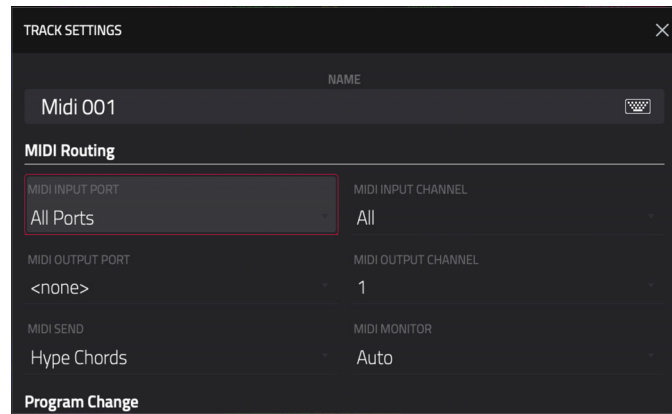 TRACK SETTINGS
NAME
Midi 001
MIDI Routing
MIDI INPUT PORT MIDI INPUT CHANNEL
All Ports All
MIDI OUTPUT PORT MIDI OUTPUT CHANNEL
<none> 1
MIDI SEND MIDI MONITOR
Hype Chords Auto
Program Change